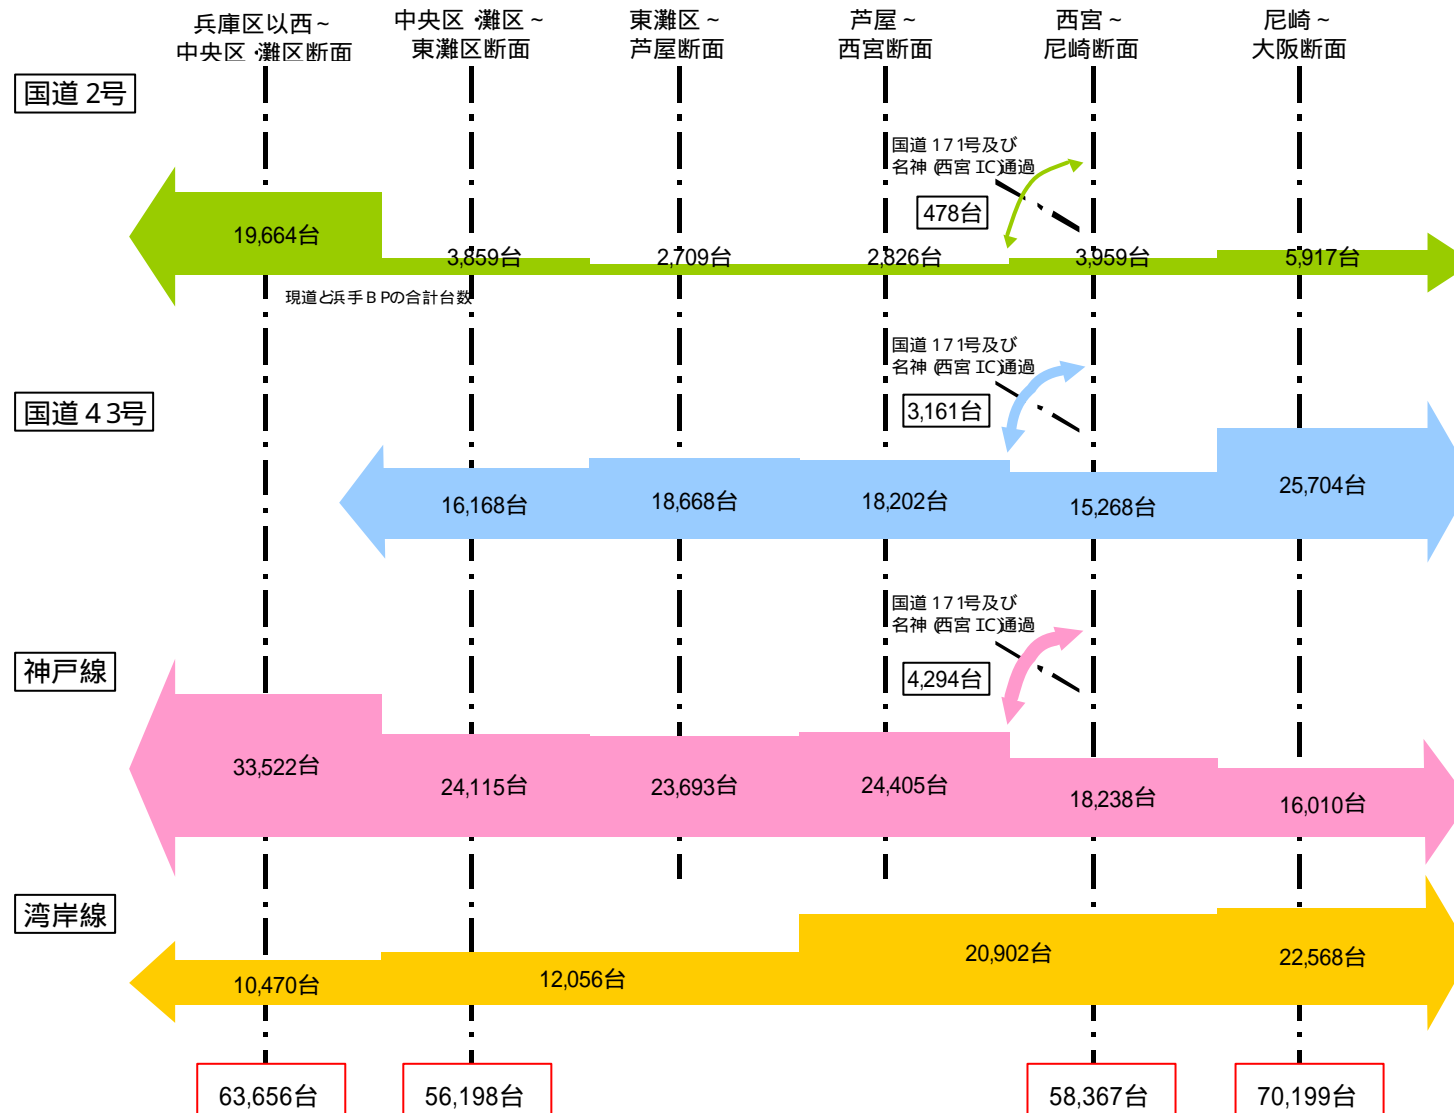 兵庫区以西~
中央区・灘区断面
中央区・灘区~
東灘区断面
東灘区~
芦屋断面
芦屋~
西宮断面
西宮~
尼崎断面
尼崎~
大阪断面
国道2号
国道171号及び
名神(西宮IC)通過
478台
19,664台
3,859台
2,709台
2,826台
3,959台
5,917台
現道と浜手BPの合計台数
国道171号及び
名神(西宮IC)通過
国道43号
3,161台
16,168台
18,668台
18,202台
15,268台
25,704台
国道171号及び
名神(西宮IC)通過
神戸線
4,294台
33,522台
24,115台
23,693台
24,405台
18,238台
16,010台
湾岸線
10,470台
12,056台
20,902台
22,568台
63,656台
56,198台
58,367台
70,199台